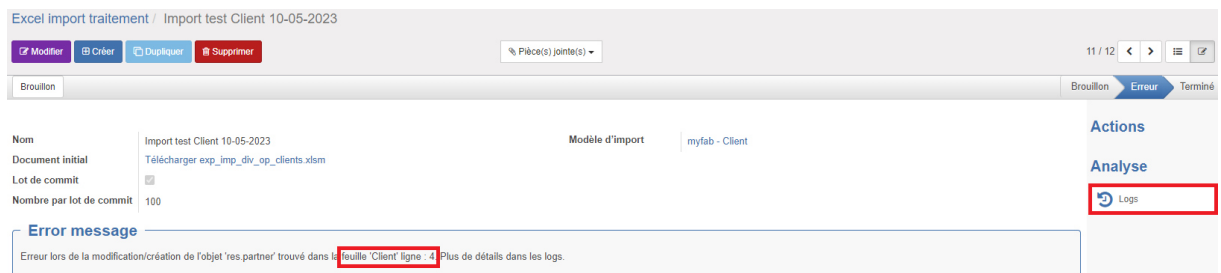 Excel import traitement / Import test Client 10-05-2023
Modifier Créer Dupliquer Supprimer Pièce(s) jointe(s) 11 / 12
Brouillon Brouillon Erreur Terminé
Actions
Nom Import test Client 10-05-2023 Modèle d'import myfab - Client
Document initial Télécharger exp_imp_div_op_clients.xlsm
Analyse
Lot de commit
Nombre par lot de commit 100
Logs
Error message
Erreur lors de la modification/création de l'objet 'res.partner' trouvé dans la feuille 'Client' ligne : 4. Plus de détails dans les logs.